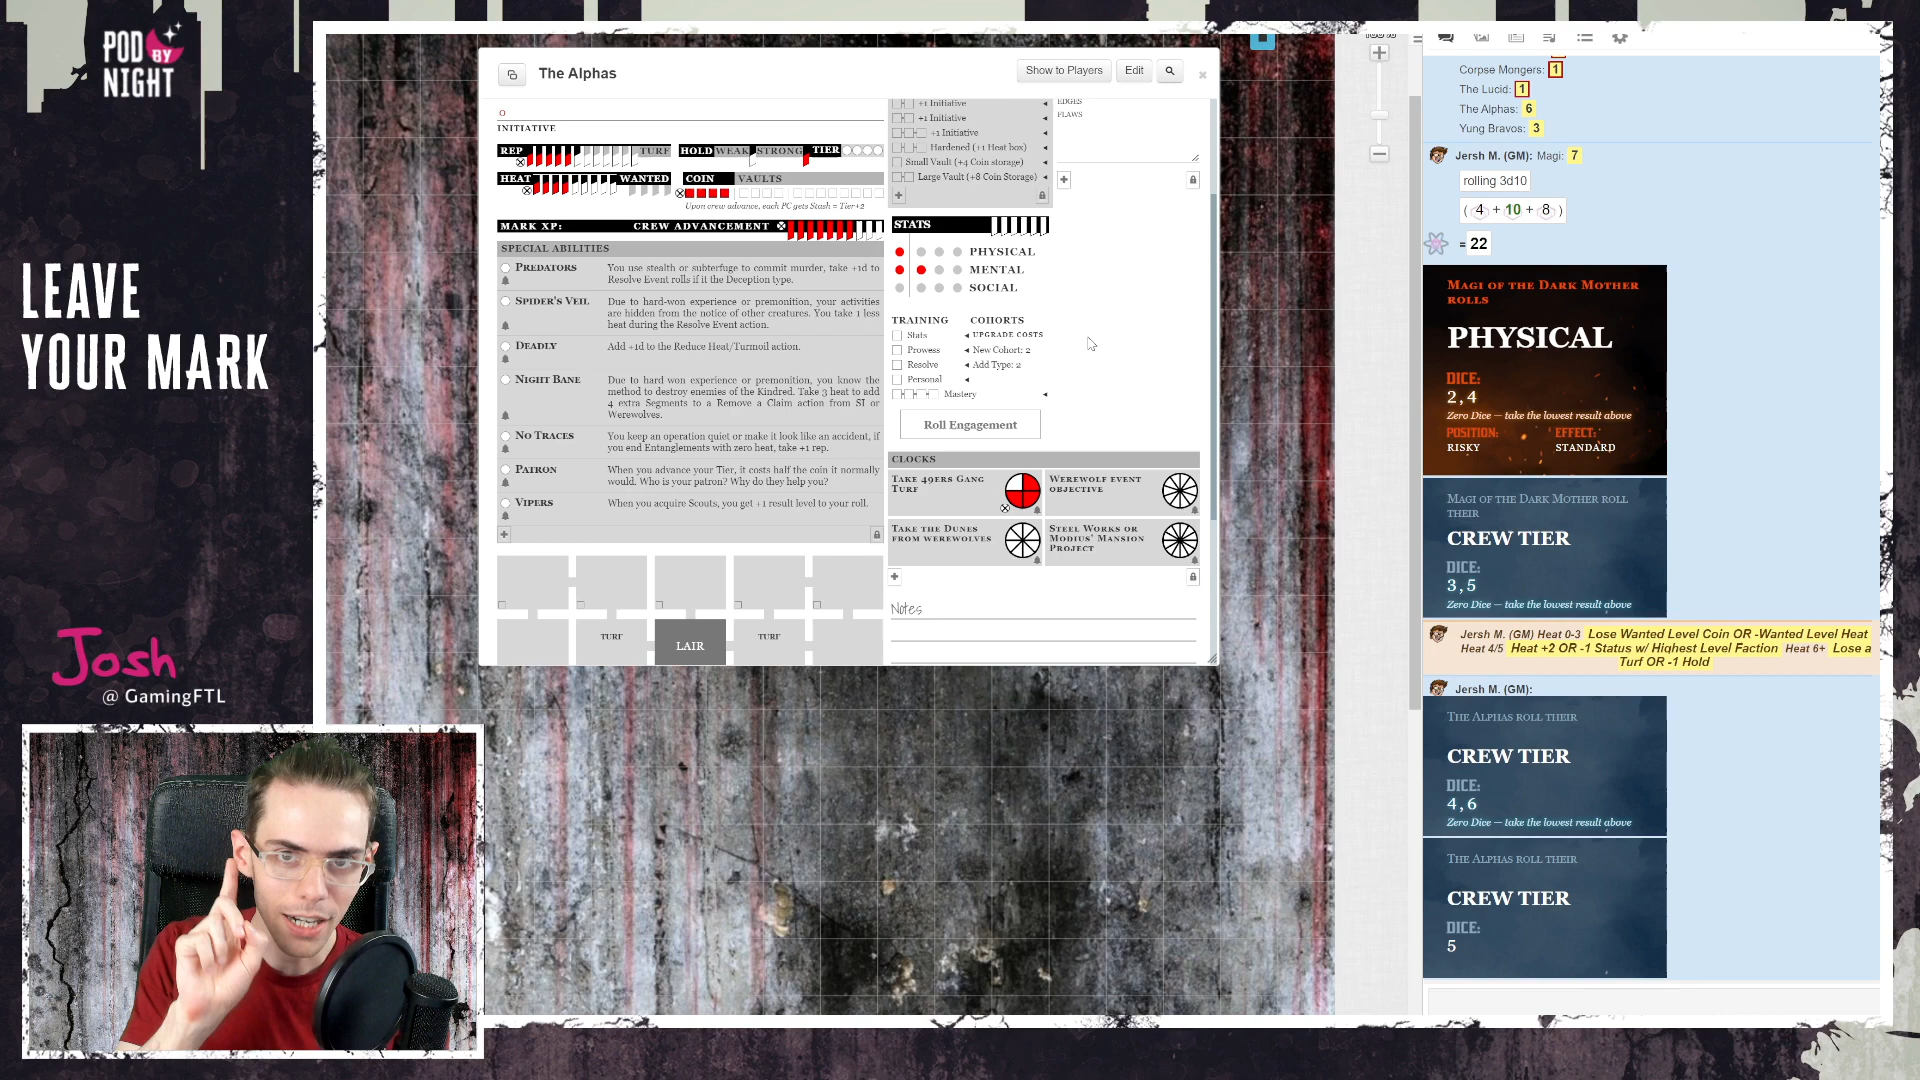 POD
BY
NIGHT
LEAVE
YOUR MARK
Josh
@ GamingFTL
The Alphas
Show to Players
Edit
0
INITIATIVE
REP
TURF
HOLD WEAK STRONG TIER
HEAT
WANTED
COIN VAULTS
Upon crew advance, each PC gets Stash = Tier+2
MARK XP: CREW ADVANCEMENT
SPECIAL ABILITIES
PREDATORS
You use stealth or subterfuge to commit murder, take +1d to
Resolve Event rolls if it the Deception type.
SPIDER'S VEIL
Due to hard-won experience or premonition, your activities
are hidden from the notice of other creatures. You take 1 less
heat during the Resolve Event action.
DEADLY
Add +1d to the Reduce Heat/Turmoil action.
NIGHT BANE
Due to hard won experience or premonition, you know the
method to destroy enemies of the Kindred. Take 3 heat to add
4 extra Segments to a Remove a Claim action from SI or
Werewolves.
NO TRACES
You keep an operation quiet or make it look like an accident, if
you end Entanglements with zero heat, take +1 rep.
PATRON
When you advance your Tier, it costs half the coin it normally
would. Who is your patron? Why do they help you?
VIPERS
When you acquire Scouts, you get +1 result level to your roll.
TURF
LAIR
TURF
+1 Initiative
+1 Initiative
+1 Initiative
Hardened (+1 Heat box)
Small Vault (+4 Coin storage)
Large Vault (+8 Coin Storage)
EDGES
FLAWS
STATS
PHYSICAL
MENTAL
SOCIAL
TRAINING
Stats
Prowess
Resolve
Personal
Mastery
COHORTS
UPGRADE COSTS
New Cohort: 2
Add Type: 2
Roll Engagement
CLOCKS
TAKE 49ERS GANG
TURF
WEREWOLF EVENT
OBJECTIVE
TAKE THE DUNES
FROM WEREWOLVES
STEEL WORKS OR
MODIUS' MANSION
PROJECT
Notes
Corpse Mongers: 1
The Lucid: 1
The Alphas: 6
Yung Bravos: 3
Jersh M. (GM): Magi: 7
rolling 3d10
( 4 + 10 + 8 )
= 22
MAGI OF THE DARK MOTHER
ROLLS
PHYSICAL
DICE:
2,4
Zero Dice — take the lowest result above
POSITION: EFFECT:
RISKY STANDARD
MAGI OF THE DARK MOTHER ROLL
THEIR
CREW TIER
DICE:
3,5
Zero Dice — take the lowest result above
Jersh M. (GM) Heat 0-3 Lose Wanted Level Coin OR -Wanted Level Heat
Heat 4/5 Heat +2 OR -1 Status w/ Highest Level Faction Heat 6+ Lose a
Turf OR -1 Hold
Jersh M. (GM):
THE ALPHAS ROLL THEIR
CREW TIER
DICE:
4,6
Zero Dice — take the lowest result above
THE ALPHAS ROLL THEIR
CREW TIER
DICE:
5